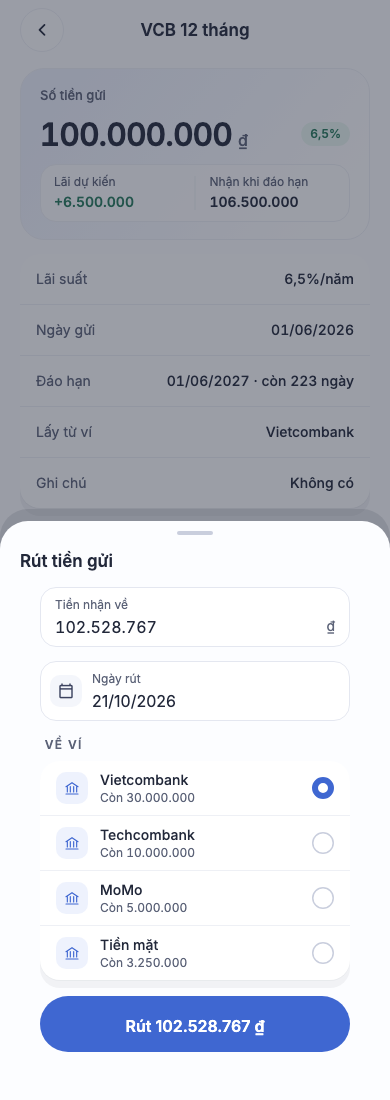 VCB 12 tháng
Số tiền gửi
100.000.000 ₫
6,5%
Lãi dự kiến
+6.500.000
Nhận khi đáo hạn
106.500.000
Lãi suất
6,5%/năm
Ngày gửi
01/06/2026
Đáo hạn
01/06/2027 · còn 223 ngày
Lấy từ ví
Vietcombank
Ghi chú
Không có
Rút tiền gửi
Tiền nhận về
102.528.767 ₫
Ngày rút
21/10/2026
VỀ VÍ
Vietcombank
Còn 30.000.000
Techcombank
Còn 10.000.000
MoMo
Còn 5.000.000
Tiền mặt
Còn 3.250.000
Rút 102.528.767 ₫